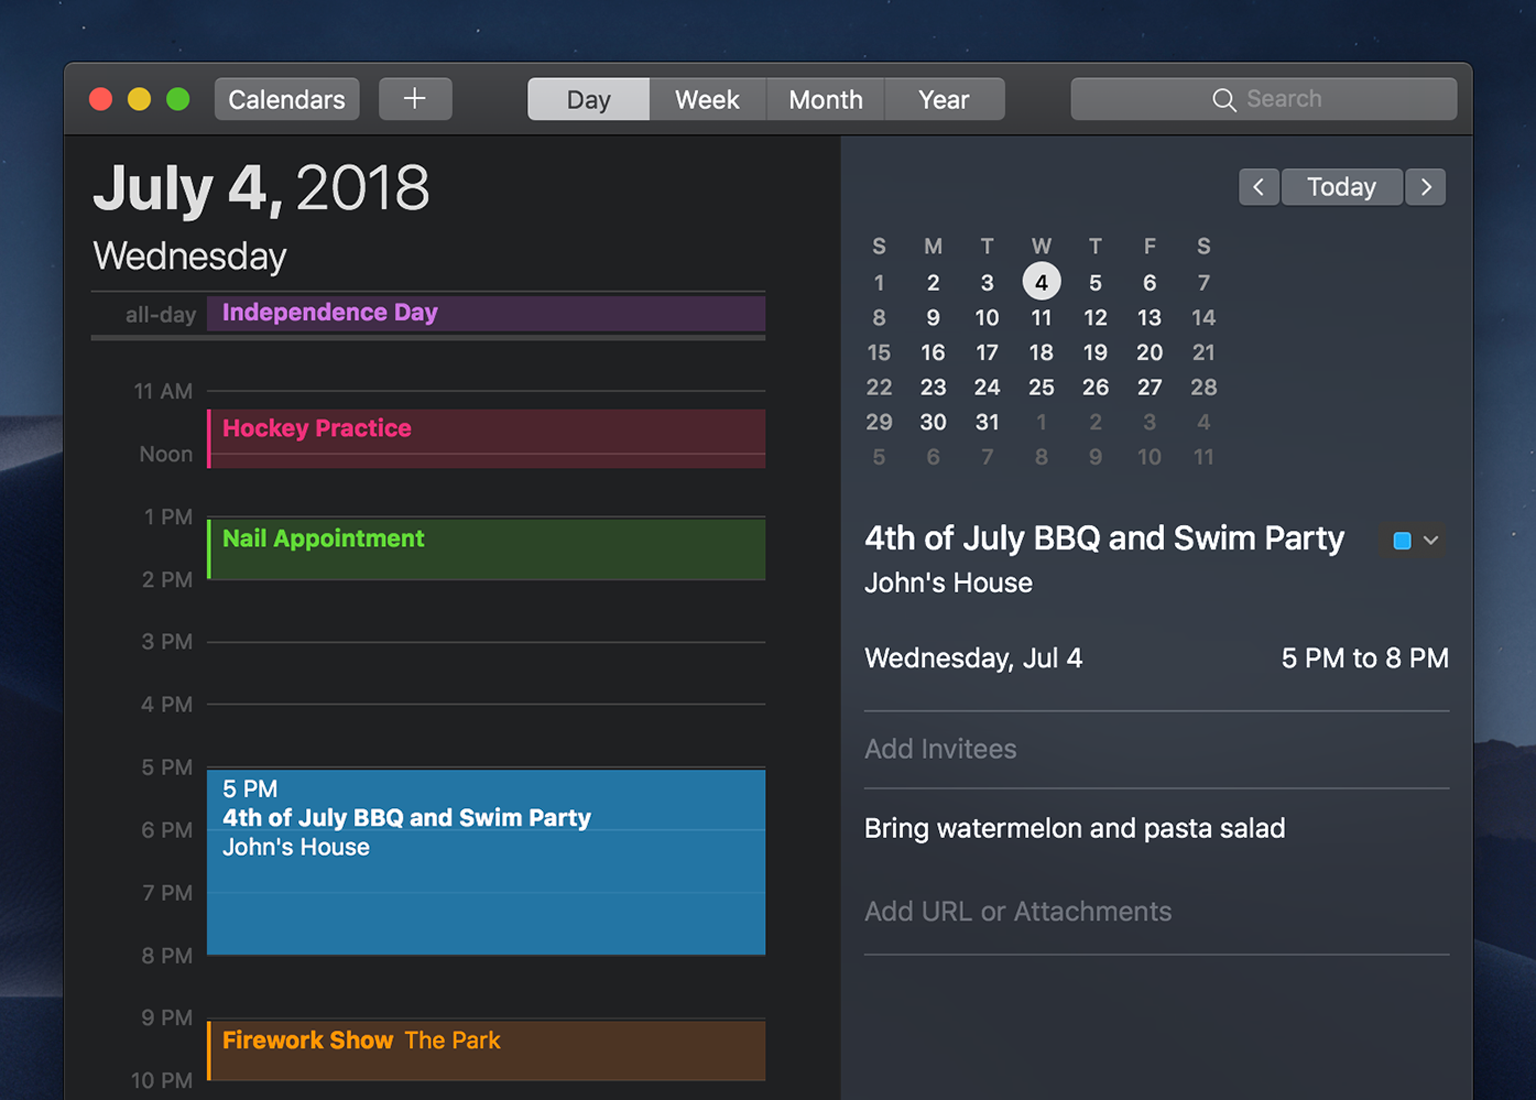 Calendars + Day Week Month Year Search
July 4, 2018
Wednesday
all-day Independence Day
11 AM
Hockey Practice
Noon
1 PM
Nail Appointment
2 PM
3 PM
4 PM
5 PM
5 PM
4th of July BBQ and Swim Party
6 PM
John's House
7 PM
8 PM
9 PM
Firework Show The Park
10 PM
< Today >
S M T W T F S
1 2 3 4 5 6 7
8 9 10 11 12 13 14
15 16 17 18 19 20 21
22 23 24 25 26 27 28
29 30 31 1 2 3 4
5 6 7 8 9 10 11
4th of July BBQ and Swim Party
John's House
Wednesday, Jul 4 5 PM to 8 PM
Add Invitees
Bring watermelon and pasta salad
Add URL or Attachments